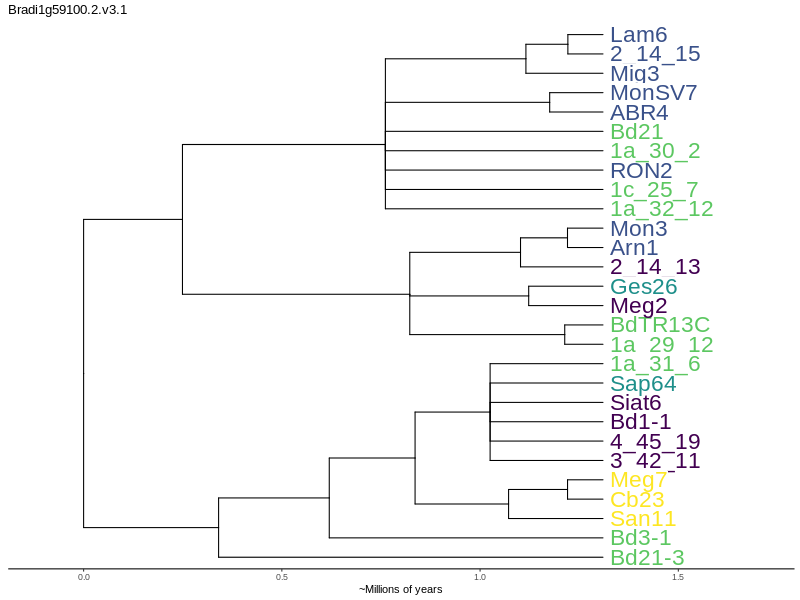 Bradi1g59100.2.v3.1
Lam6
2_14_15
Mig3
MonSV7
ABR4
Bd21
1a_30_2
RON2
1c_25_7
1a_32_12
Mon3
Arn1
2_14_13
Ges26
Meg2
BdTR13C
1a_29_12
1a_31_6
Sap64
Siat6
Bd1-1
4_45_19
3_42_11
Meg7
Cb23
San11
Bd3-1
Bd21-3
0.0 0.5 1.0 1.5
~Millions of years